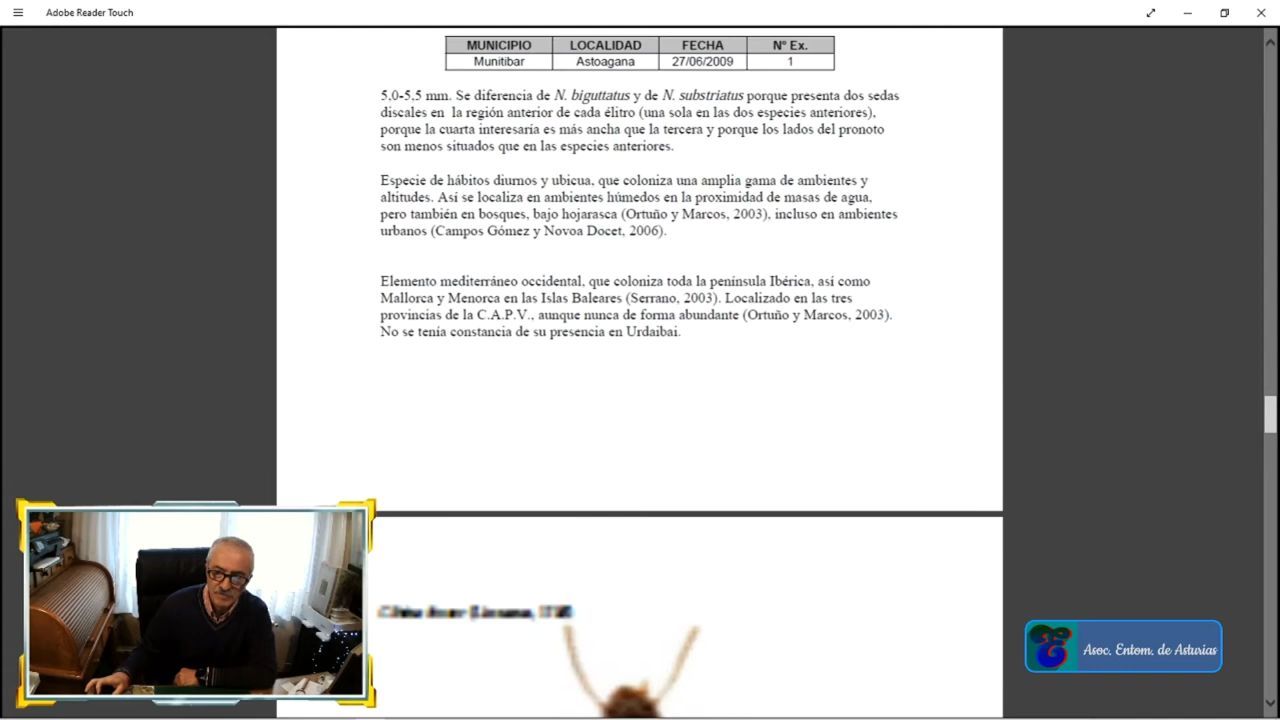 Adobe Reader Touch
MUNICIPIO LOCALIDAD FECHA Nº Ex.
Munitibar Astoagana 27/06/2009 1
5,0-5,5 mm. Se diferencia de N. biguttatus y de N. substriatus porque presenta dos sedas
discales en la región anterior de cada élitro (una sola en las dos especies anteriores),
porque la cuarta interesaría es más ancha que la tercera y porque los lados del pronoto
son menos situados que en las especies anteriores.
Especie de hábitos diurnos y ubicua, que coloniza una amplia gama de ambientes y
altitudes. Así se localiza en ambientes húmedos en la proximidad de masas de agua,
pero también en bosques, bajo hojarasca (Ortuño y Marcos, 2003), incluso en ambientes
urbanos (Campos Gómez y Novoa Docet, 2006).
Elemento mediterráneo occidental, que coloniza toda la península Ibérica, así como
Mallorca y Menorca en las Islas Baleares (Serrano, 2003). Localizado en las tres
provincias de la C.A.P.V., aunque nunca de forma abundante (Ortuño y Marcos, 2003).
No se tenía constancia de su presencia en Urdaibai.
Asoc. Entom. de Asturias